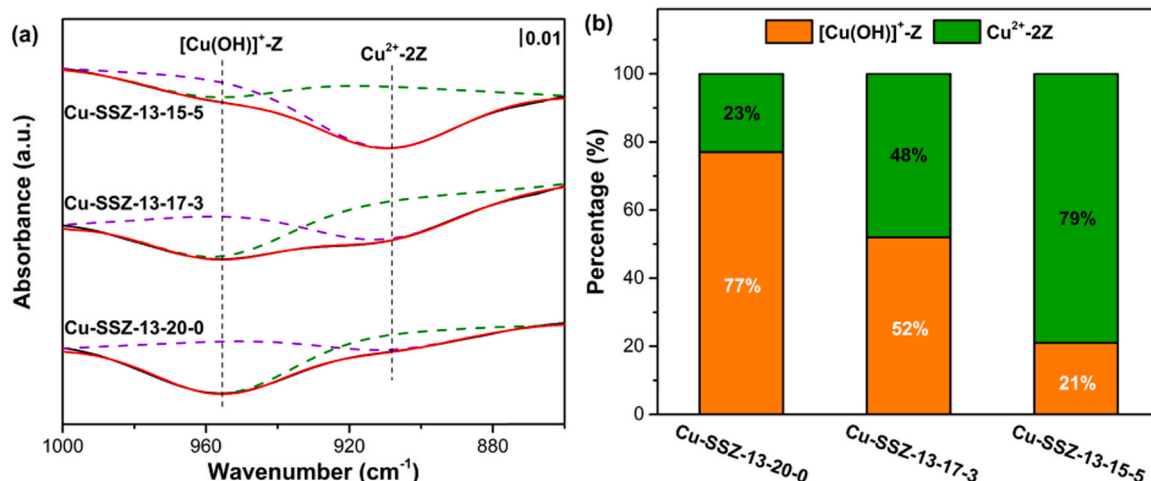 (a)
[Cu(OH)]⁺-Z
Cu²⁺-2Z
|0.01
Cu-SSZ-13-15-5
Cu-SSZ-13-17-3
Cu-SSZ-13-20-0
Absorbance (a.u.)
1000
960
920
880
Wavenumber (cm⁻¹)
(b)
[Cu(OH)]⁺-Z
Cu²⁺-2Z
Percentage (%)
100
80
60
40
20
0
23%
77%
48%
52%
79%
21%
Cu-SSZ-13-20-0
Cu-SSZ-13-17-3
Cu-SSZ-13-15-5